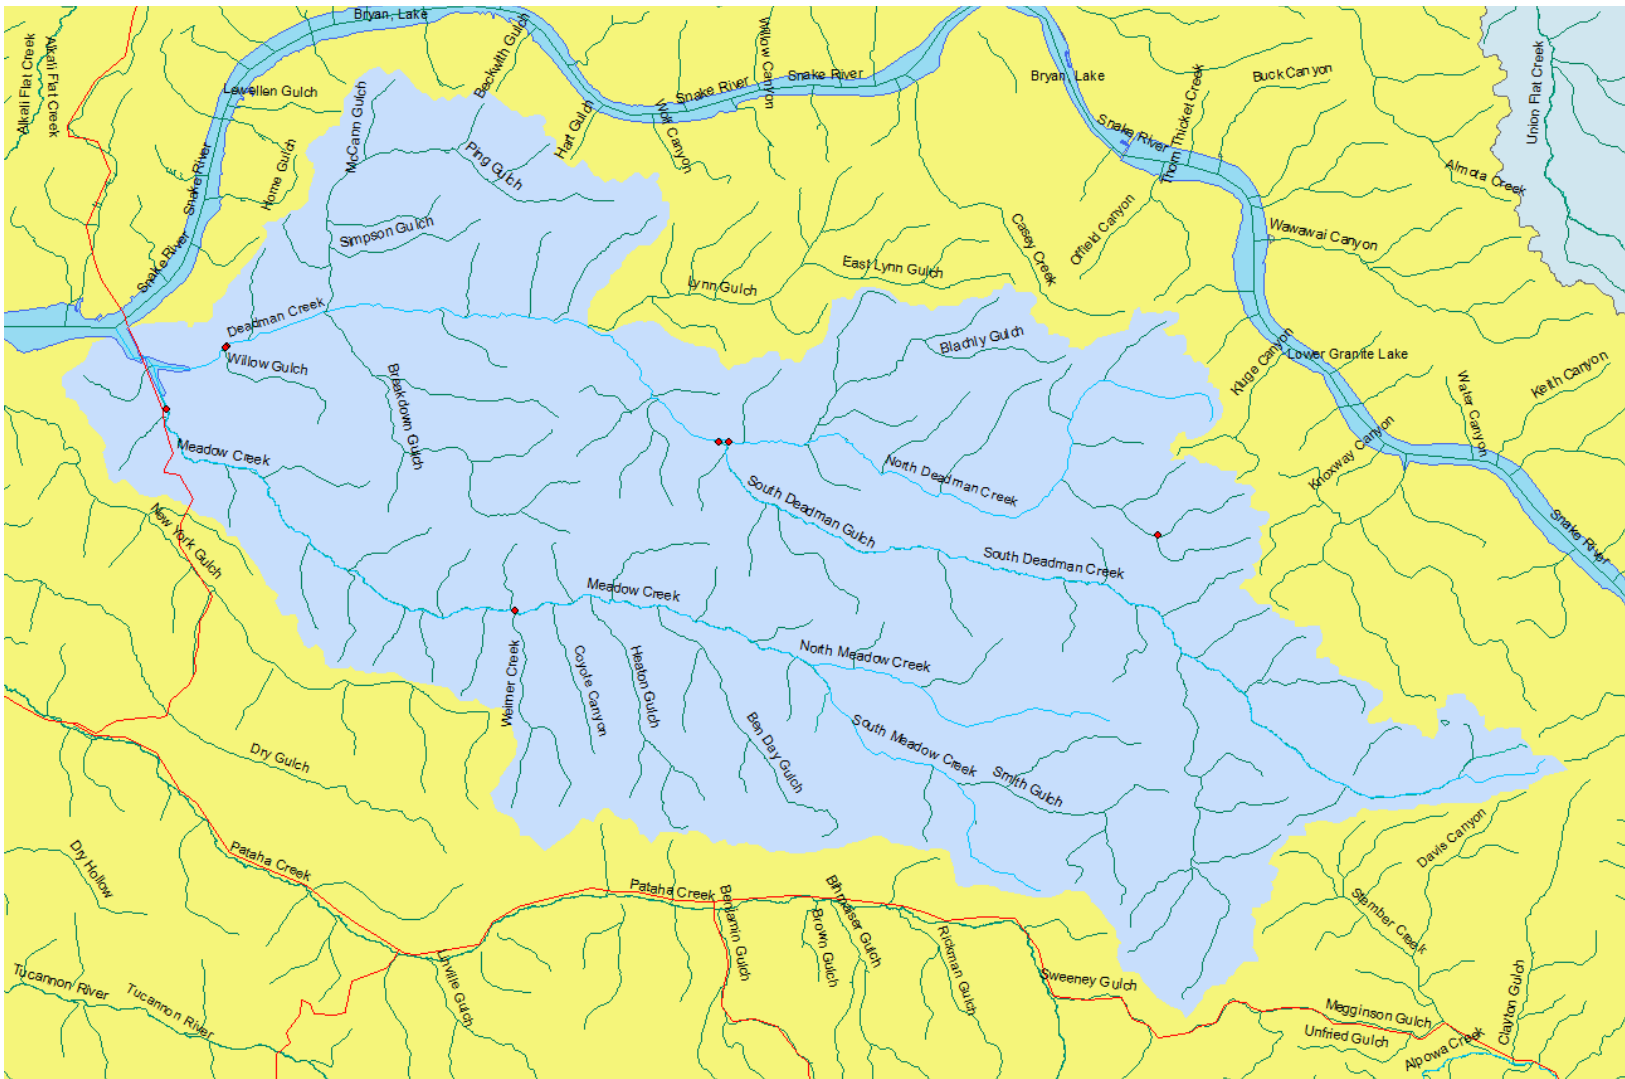 Bryan, Lake
Alkali Flat Creek
Alkali Flat Creek
Lewellen Gulch
McCann Gulch
Beckwith Gulch
Hart Gulch
Wolf Canyon
Willow Canyon
Snake River
Snake River
Bryan, Lake
Snake River
Thorn Thicket Creek
Buck Canyon
Union Flat Creek
Almota Creek
Home Gulch
Snake River
Snake River
Ping Gulch
Simpson Gulch
Casey Creek
Offield Canyon
Wawawai Canyon
East Lynn Gulch
Lynn Gulch
Deadman Creek
Willow Gulch
Breakdown Gulch
Blachly Gulch
Kluge Canyon
Lower Granite Lake
Water Canyon
Keith Canyon
Knoxway Canyon
Meadow Creek
North Deadman Creek
South Deadman Gulch
New York Gulch
Snake River
South Deadman Creek
Meadow Creek
Weimer Creek
Coyote Canyon
Heaton Gulch
North Meadow Creek
Ben Day Gulch
South Meadow Creek
Smith Gulch
Dry Gulch
Dry Hollow
Pataha Creek
Davis Canyon
Pataha Creek
Benjamin Gulch
Brown Gulch
Bihmaier Gulch
Rickman Gulch
Stember Creek
Linville Gulch
Sweeney Gulch
Tucannon River
Tucannon River
Megginson Gulch
Unfried Gulch
Alpowa Creek
Clayton Gulch